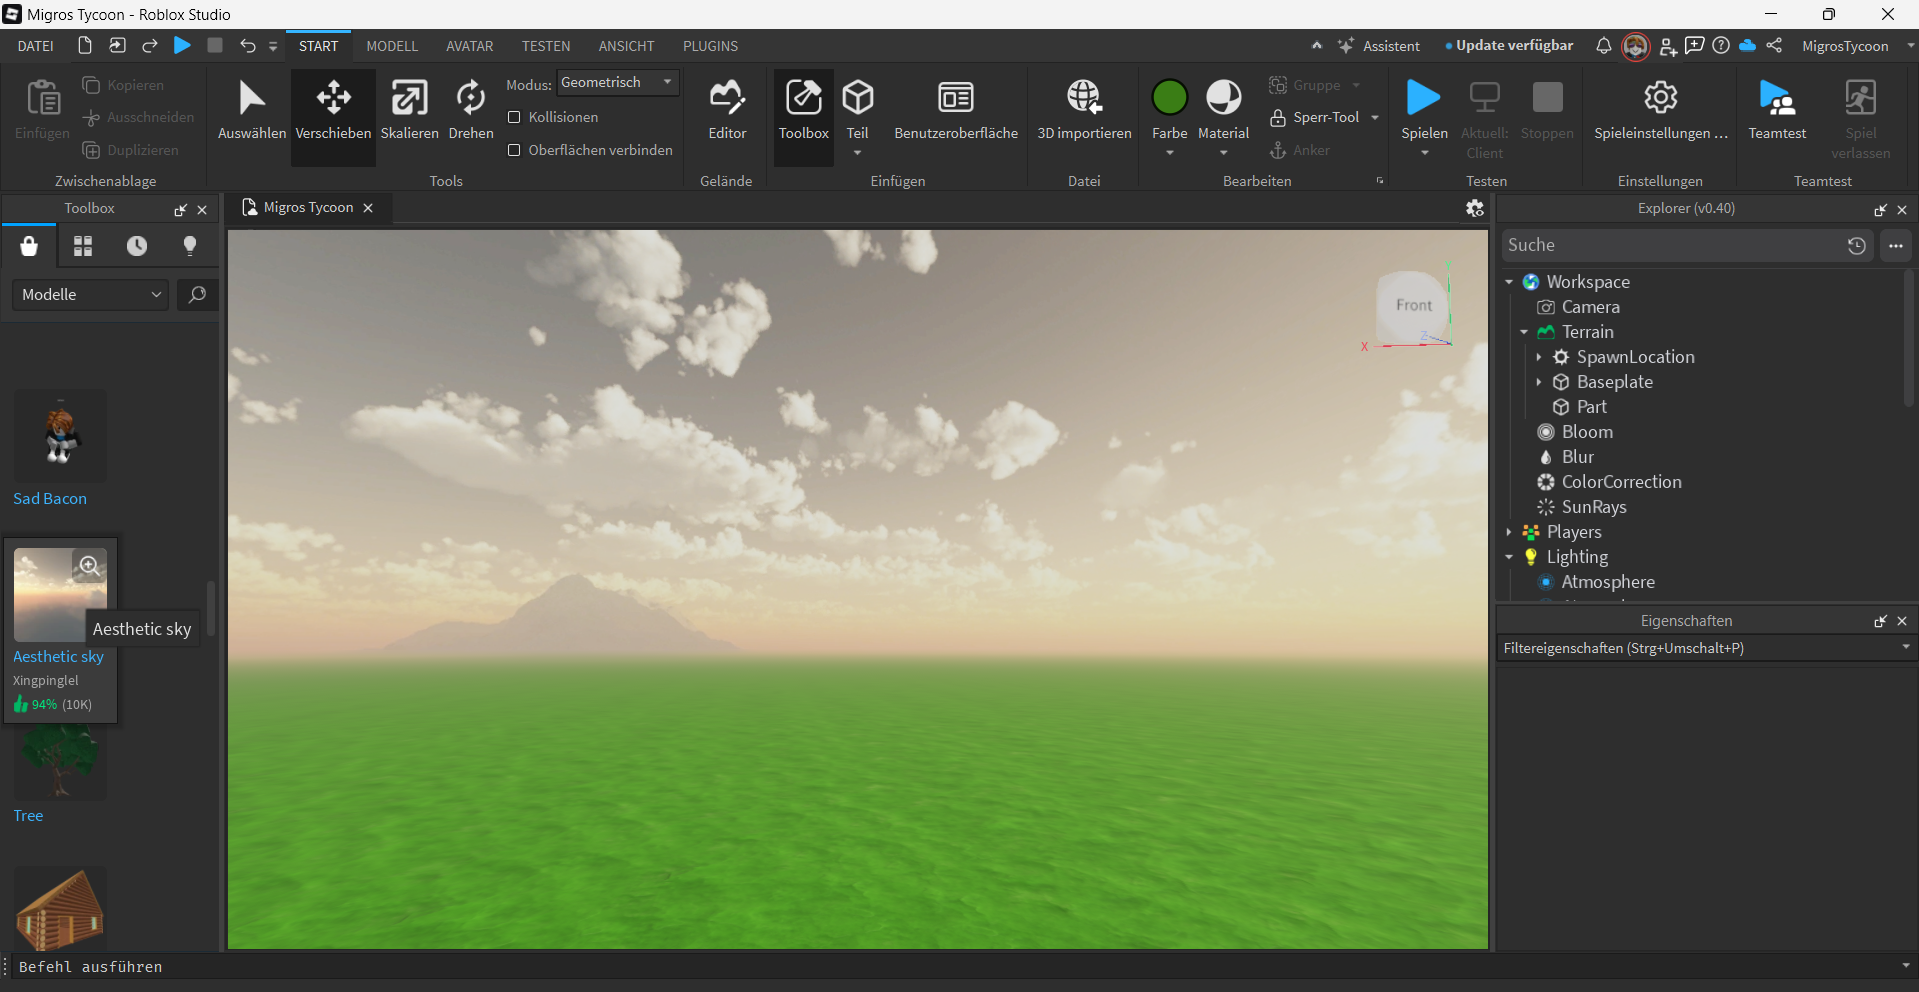 Migros Tycoon - Roblox Studio
DATEI
START
MODELL
AVATAR
TESTEN
ANSICHT
PLUGINS
Assistent
Update verfügbar
MigrosTycoon
Einfügen
Kopieren
Ausschneiden
Duplizieren
Zwischenablage
Auswählen
Verschieben
Skalieren
Drehen
Modus: Geometrisch
Kollisionen
Oberflächen verbinden
Tools
Editor
Gelände
Toolbox
Teil
Benutzeroberfläche
Einfügen
3D importieren
Datei
Farbe
Material
Gruppe
Sperr-Tool
Anker
Bearbeiten
Spielen
Aktuell:
Client
Stoppen
Testen
Spieleinstellungen ...
Einstellungen
Teamtest
Spiel
verlassen
Teamtest
Toolbox
Modelle
Sad Bacon
Aesthetic sky
Aesthetic sky
Xingpinglel
94% (10K)
Tree
Migros Tycoon
Front
Y
X
Z
Explorer (v0.40)
Suche
Workspace
Camera
Terrain
SpawnLocation
Baseplate
Part
Bloom
Blur
ColorCorrection
SunRays
Players
Lighting
Atmosphere
Eigenschaften
Filtereigenschaften (Strg+Umschalt+P)
Befehl ausführen